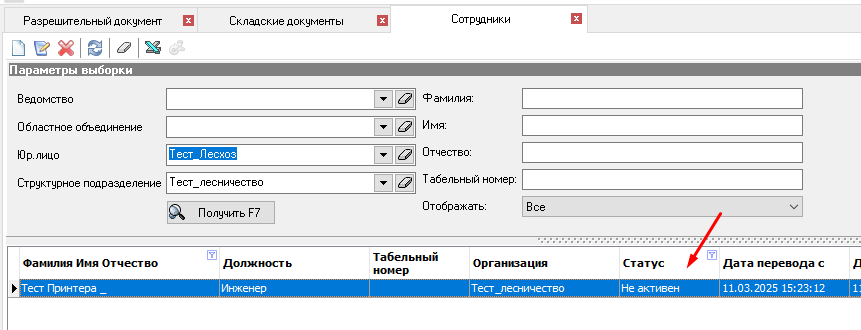 Разрешительный документ
Складские документы
Сотрудники
Параметры выборки
Ведомство
Фамилия:
Областное объединение
Имя:
Юр.лицо
Тест_Лесхоз
Отчество:
Структурное подразделение
Тест_лесничество
Табельный номер:
Получить F7
Отображать:
Все
Фамилия Имя Отчество
Должность
Табельный
номер
Организация
Статус
Дата перевода с
Д
Тест Принтера _
Инженер
Тест_лесничество
Не активен
11.03.2025 15:23:12
11